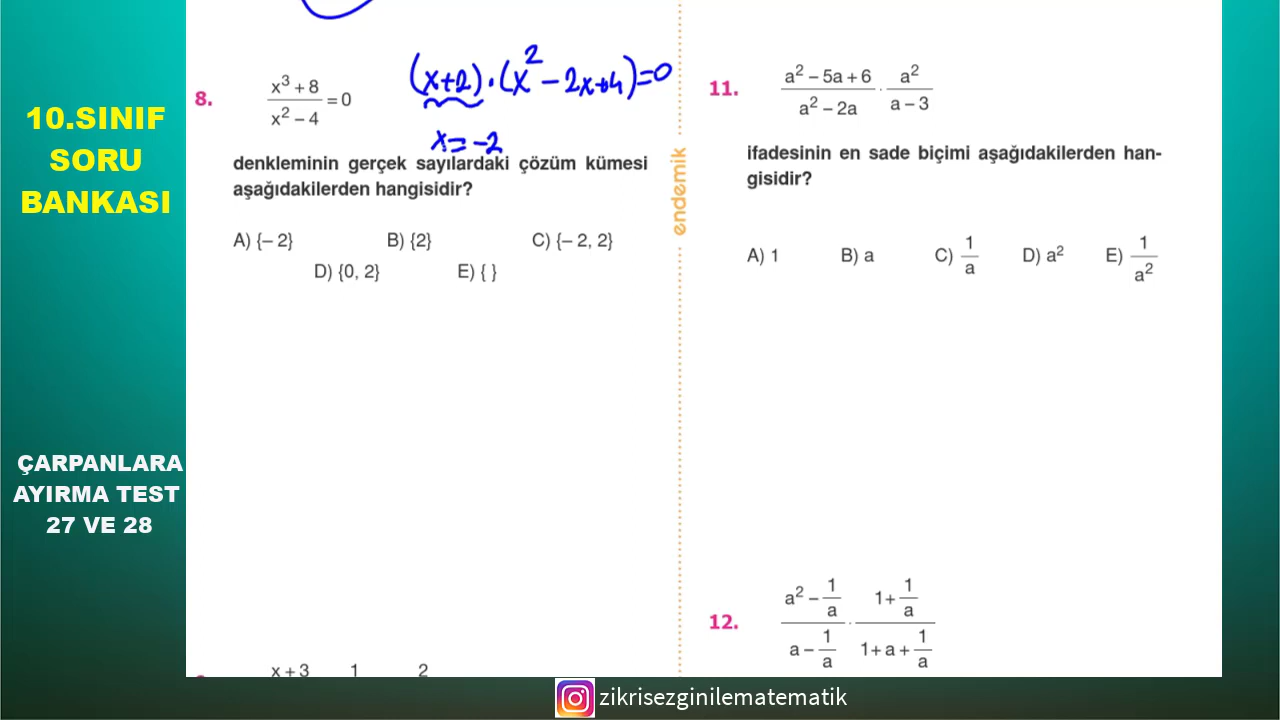 10.SINIF
SORU
BANKASI
ÇARPANLARA
AYIRMA TEST
27 VE 28
8. (x³ + 8)/(x² – 4) = 0
(x+2)·(x² – 2x+4)=0
x = –2
denkleminin gerçek sayılardaki çözüm kümesi
aşağıdakilerden hangisidir?
A) {– 2} B) {2} C) {– 2, 2}
D) {0, 2} E) { }
x + 3 1 2
endemik
11. (a² – 5a + 6)/(a² – 2a) · a²/(a – 3)
ifadesinin en sade biçimi aşağıdakilerden han-
gisidir?
A) 1 B) a C) 1/a D) a² E) 1/a²
12. (a² – 1/a)/(a – 1/a) · (1+ 1/a)/(1+ a + 1/a)
zikrisezginilematematik